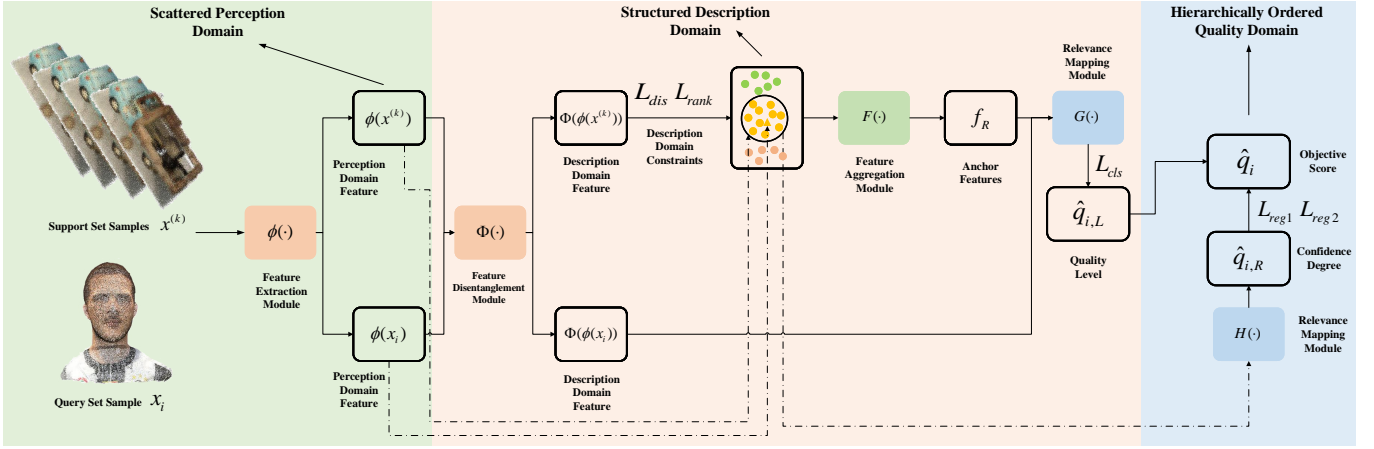 Scattered Perception
Domain
Structured Description
Domain
Hierarchically Ordered
Quality Domain
Support Set Samples x^(k)
Query Set Sample x_i
ϕ(·)
Feature
Extraction
Module
ϕ(x^(k))
Perception
Domain
Feature
ϕ(x_i)
Perception
Domain
Feature
Φ(·)
Feature
Disentanglement
Module
Φ(ϕ(x^(k)))
Description
Domain
Feature
Φ(ϕ(x_i))
Description
Domain
Feature
L_dis L_rank
Description
Domain
Constraints
F(·)
Feature
Aggregation
Module
f_R
Anchor
Features
Relevance
Mapping
Module
G(·)
L_cls
q̂_{i,L}
Quality
Level
q̂_i
Objective
Score
L_reg1 L_reg2
q̂_{i,R}
Confidence
Degree
H(·)
Relevance
Mapping
Module